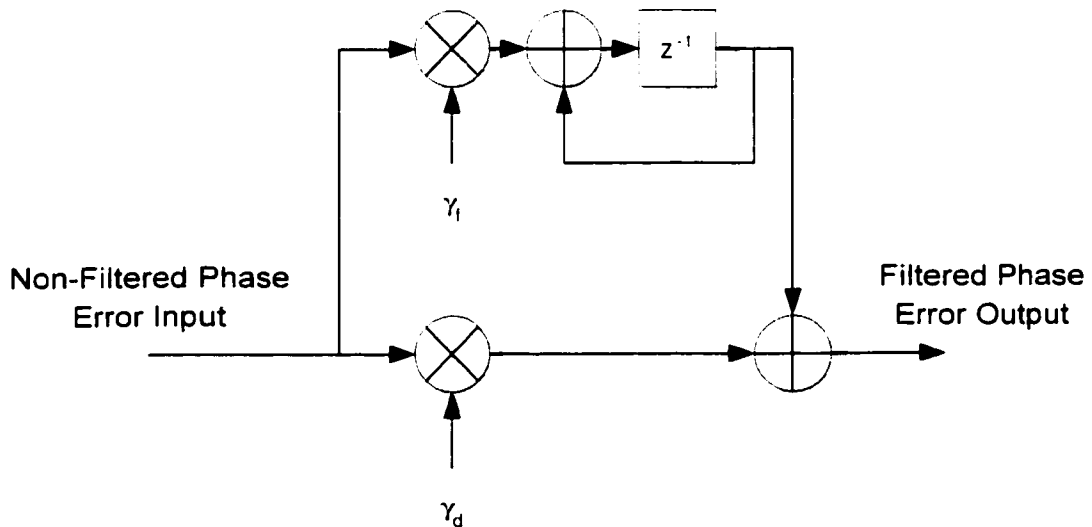 z⁻¹
γf
Non-Filtered Phase
Error Input
Filtered Phase
Error Output
γd